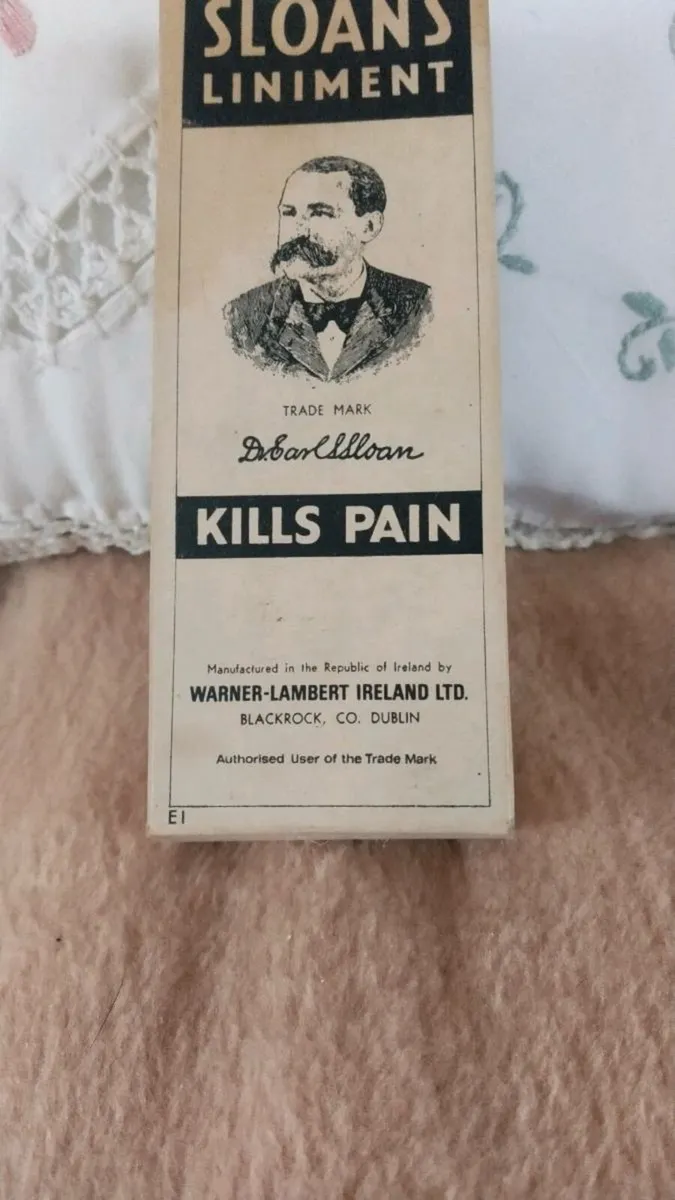 SLOAN'S
LINIMENT
TRADE MARK
Dr. Earl S Sloan
KILLS PAIN
Manufactured in the Republic of Ireland by
WARNER-LAMBERT IRELAND LTD.
BLACKROCK, CO. DUBLIN
Authorised User of the Trade Mark
E1